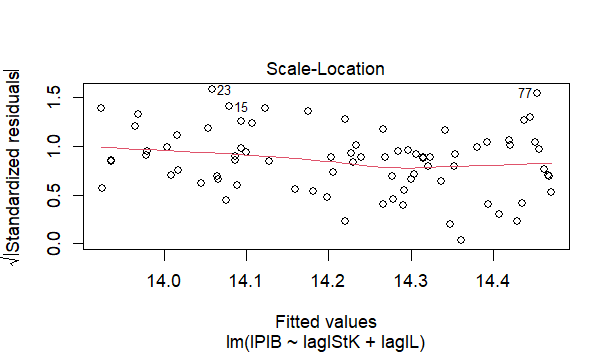 Scale-Location
√|Standardized residuals|
1.5
1.0
0.5
0.0
23
15
77
14.0 14.1 14.2 14.3 14.4
Fitted values
lm(lPIB ~ laglStK + laglL)